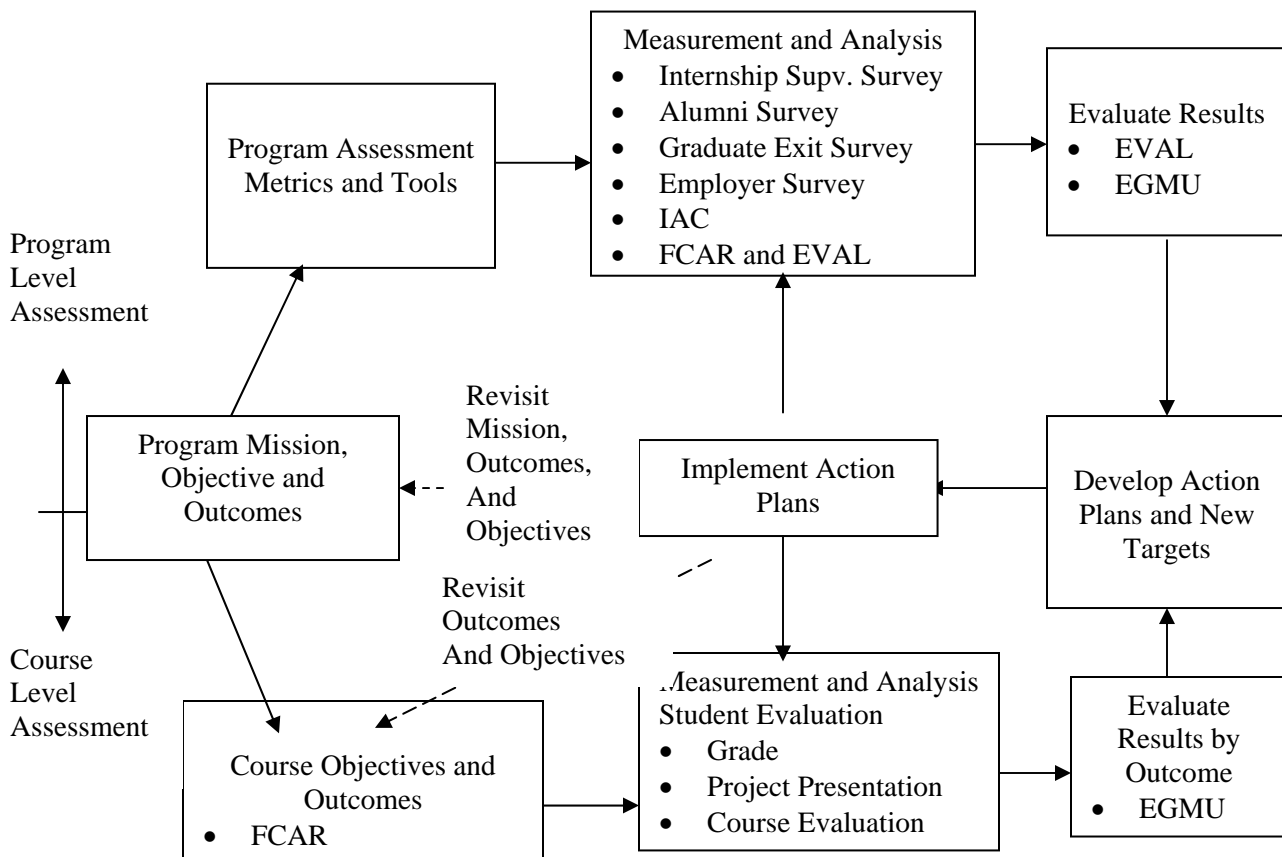 Measurement and Analysis
• Internship Supv. Survey
• Alumni Survey
• Graduate Exit Survey
• Employer Survey
• IAC
• FCAR and EVAL
Evaluate Results
• EVAL
• EGMU
Program Assessment
Metrics and Tools
Program
Level
Assessment
Revisit
Mission,
Outcomes,
And
Objectives
Program Mission,
Objective and
Outcomes
Implement Action
Plans
Develop Action
Plans and New
Targets
Revisit
Outcomes
And Objectives
Course
Level
Assessment
Course Objectives and
Outcomes
• FCAR
Measurement and Analysis
Student Evaluation
• Grade
• Project Presentation
• Course Evaluation
Evaluate
Results by
Outcome
• EGMU